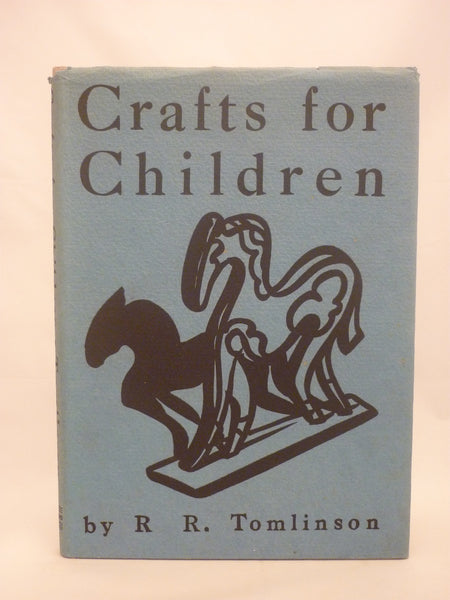 Crafts for
Children
by R R. Tomlinson